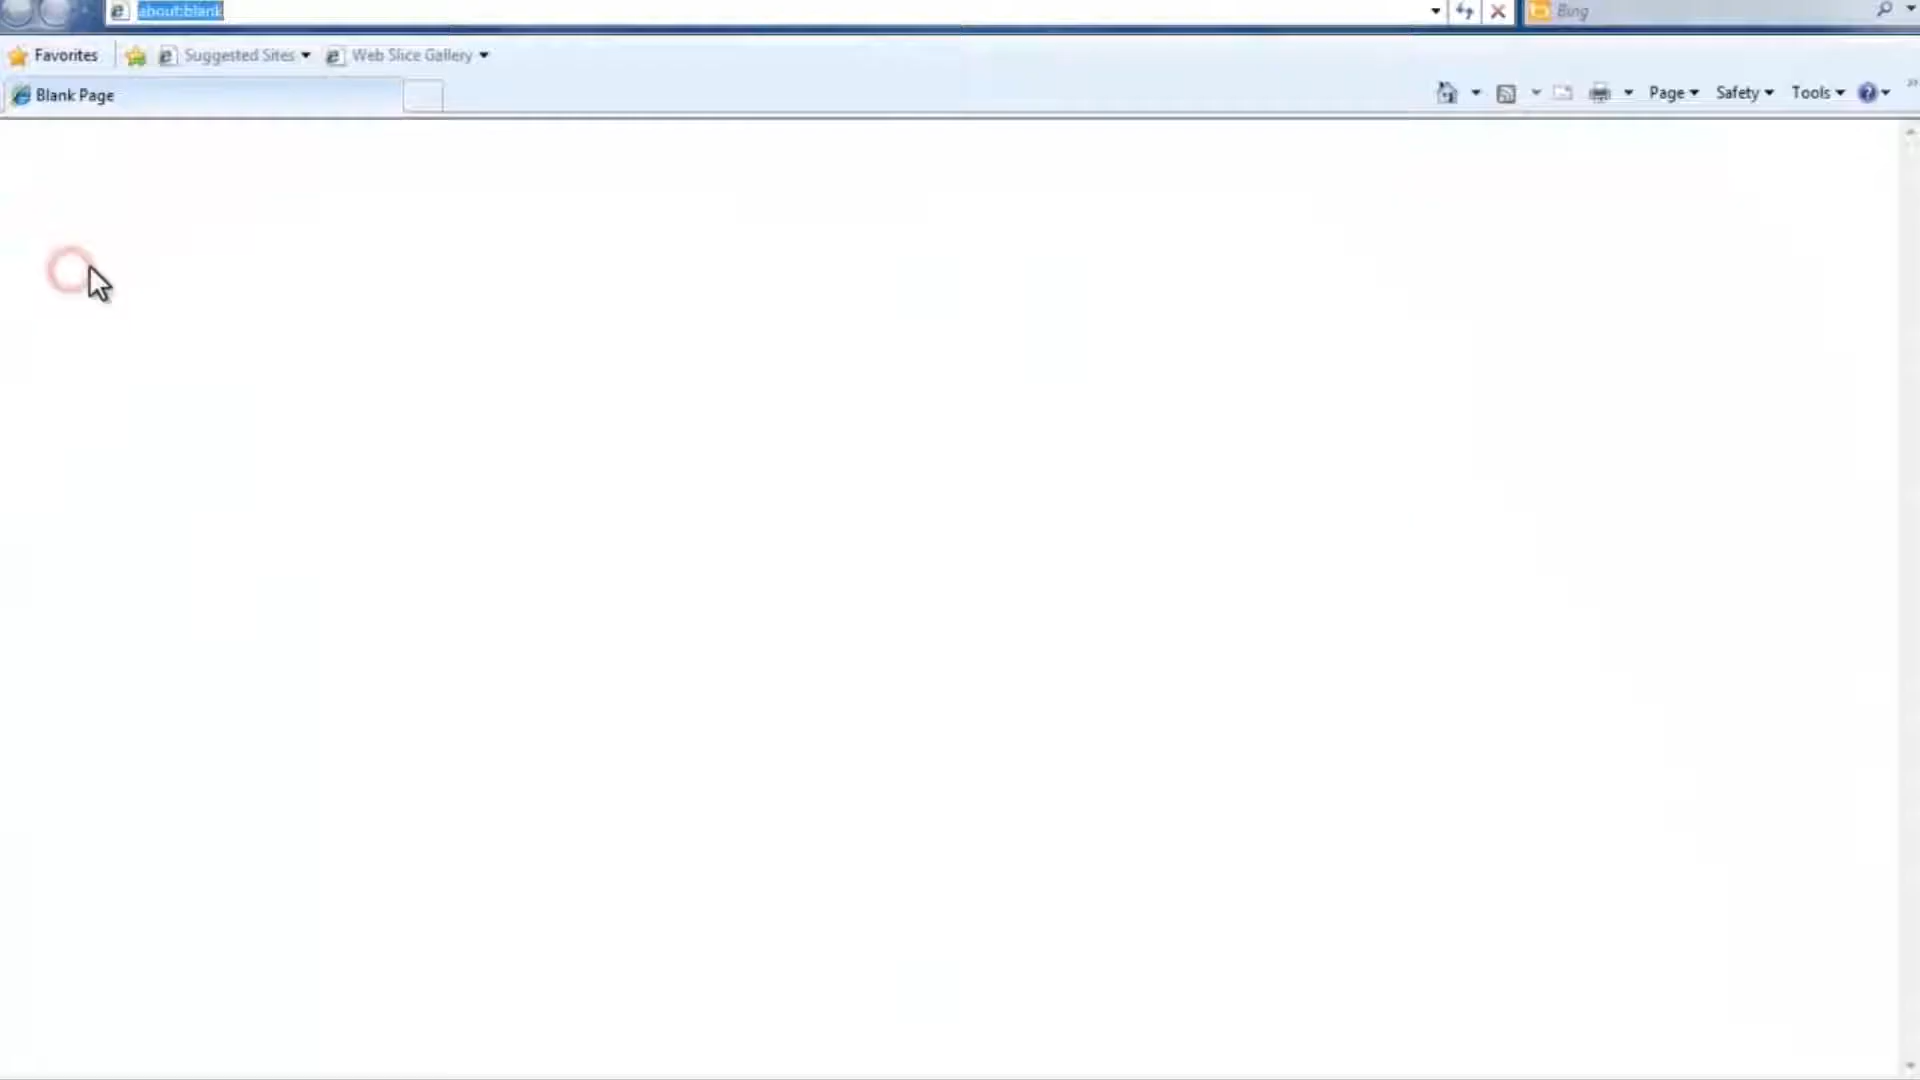 about:blank
Bing
Favorites
Suggested Sites
Web Slice Gallery
Blank Page
Page
Safety
Tools